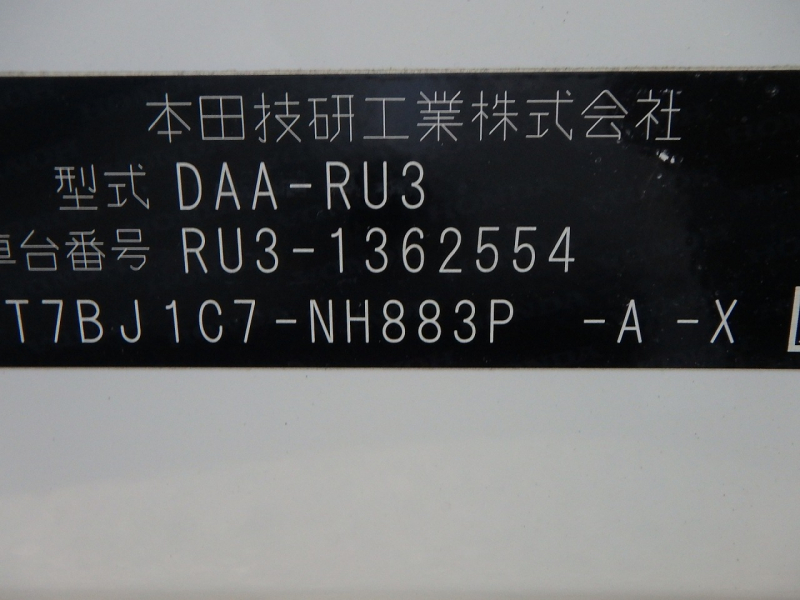 本田技研工業株式会社
型式 DAA-RU3
車台番号 RU3-1362554
T7BJ1C7-NH883P -A -X